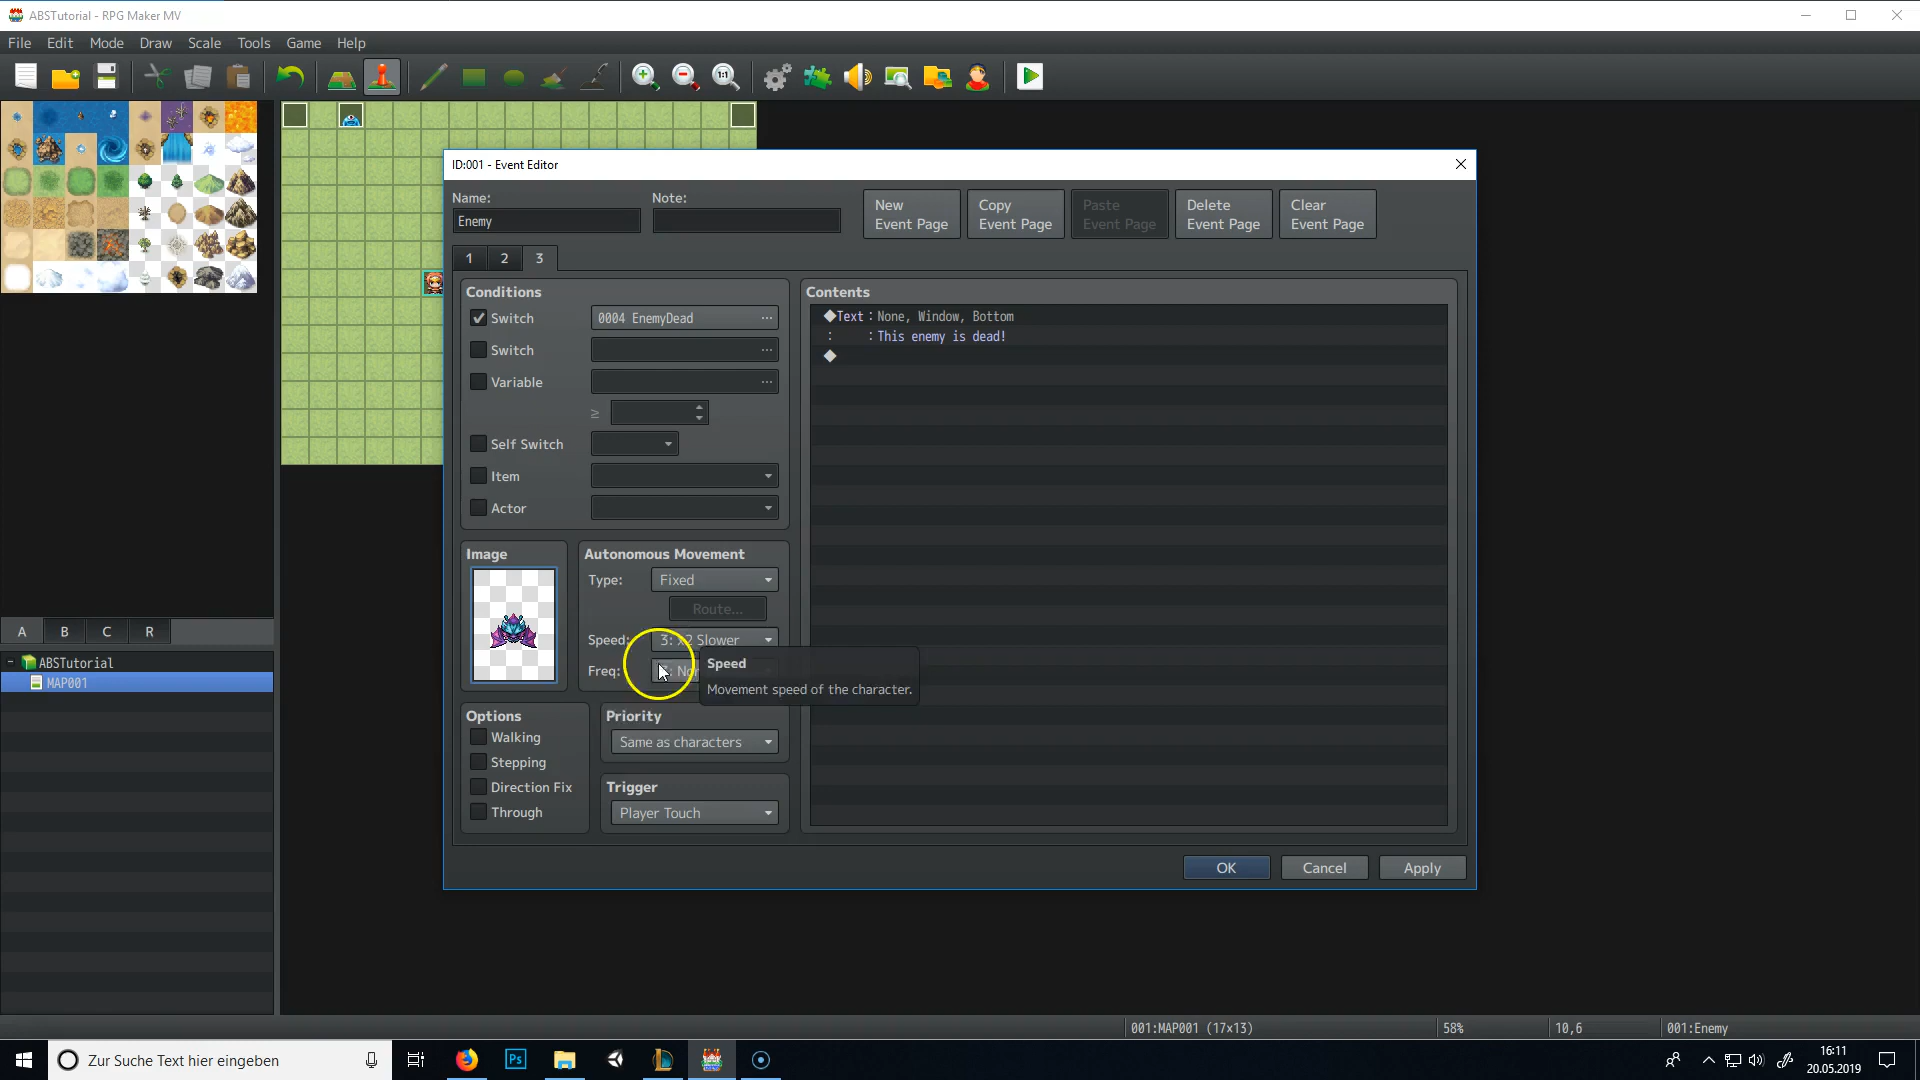 ABSTutorial - RPG Maker MV
File Edit Mode Draw Scale Tools Game Help
1:1
ID:001 - Event Editor
Name:
Enemy
Note:
New Event Page
Copy Event Page
Paste Event Page
Delete Event Page
Clear Event Page
1 2 3
Conditions
Switch 0004 EnemyDead ...
Switch ...
Variable ...
≥
Self Switch
Item
Actor
Image
Autonomous Movement
Type: Fixed
Route...
Speed: 3: x2 Slower
Freq:
Speed
Movement speed of the character.
Options
Walking
Stepping
Direction Fix
Through
Priority
Same as characters
Trigger
Player Touch
Contents
◆Text：None, Window, Bottom
：　　：This enemy is dead!
◆
OK Cancel Apply
A B C R
ABSTutorial
MAP001
001:MAP001 (17x13) 58% 10,6 001:Enemy
Zur Suche Text hier eingeben
Ps
16:11
20.05.2019